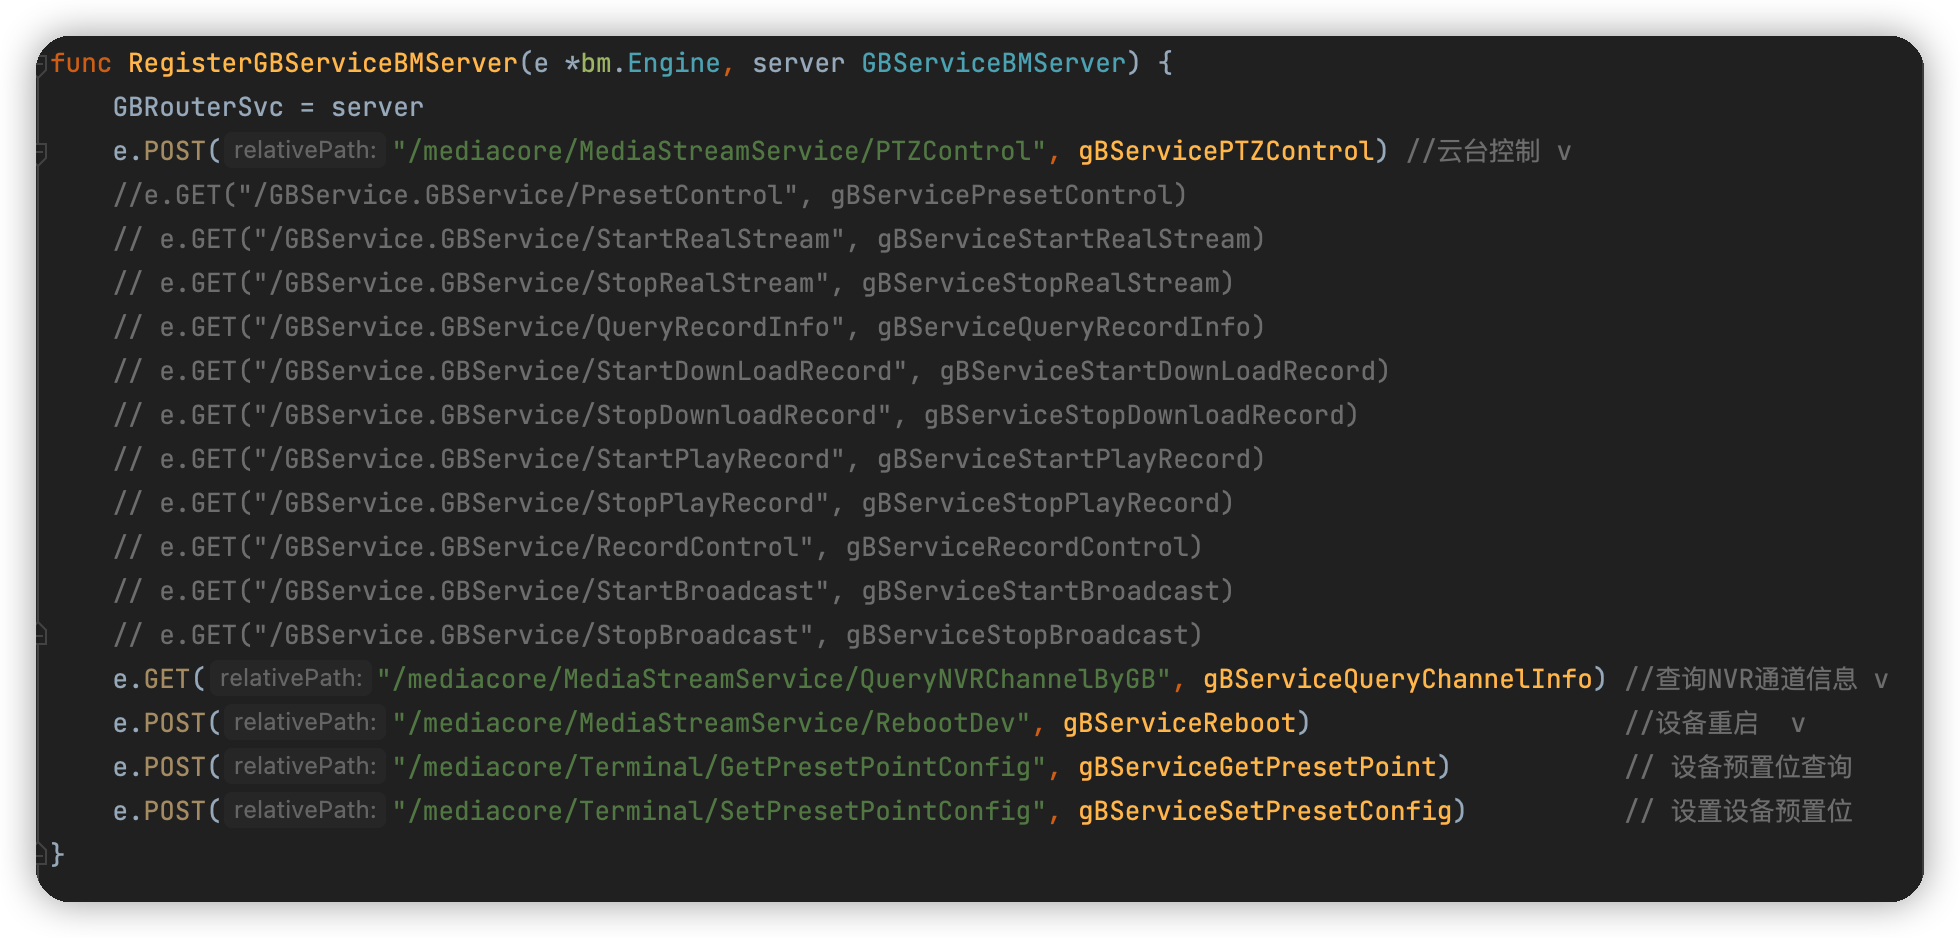 func RegisterGBServiceBMServer(e *bm.Engine, server GBServiceBMServer) {
    GBRouterSvc = server
    e.POST( relativePath: "/mediacore/MediaStreamService/PTZControl", gBServicePTZControl) //云台控制 ∨
    //e.GET("/GBService.GBService/PresetControl", gBServicePresetControl)
    // e.GET("/GBService.GBService/StartRealStream", gBServiceStartRealStream)
    // e.GET("/GBService.GBService/StopRealStream", gBServiceStopRealStream)
    // e.GET("/GBService.GBService/QueryRecordInfo", gBServiceQueryRecordInfo)
    // e.GET("/GBService.GBService/StartDownLoadRecord", gBServiceStartDownLoadRecord)
    // e.GET("/GBService.GBService/StopDownloadRecord", gBServiceStopDownloadRecord)
    // e.GET("/GBService.GBService/StartPlayRecord", gBServiceStartPlayRecord)
    // e.GET("/GBService.GBService/StopPlayRecord", gBServiceStopPlayRecord)
    // e.GET("/GBService.GBService/RecordControl", gBServiceRecordControl)
    // e.GET("/GBService.GBService/StartBroadcast", gBServiceStartBroadcast)
    // e.GET("/GBService.GBService/StopBroadcast", gBServiceStopBroadcast)
    e.GET( relativePath: "/mediacore/MediaStreamService/QueryNVRChannelByGB", gBServiceQueryChannelInfo) //查询NVR通道信息 ∨
    e.POST( relativePath: "/mediacore/MediaStreamService/RebootDev", gBServiceReboot) //设备重启 ∨
    e.POST( relativePath: "/mediacore/Terminal/GetPresetPointConfig", gBServiceGetPresetPoint) // 设备预置位查询
    e.POST( relativePath: "/mediacore/Terminal/SetPresetPointConfig", gBServiceSetPresetConfig) // 设置设备预置位
}